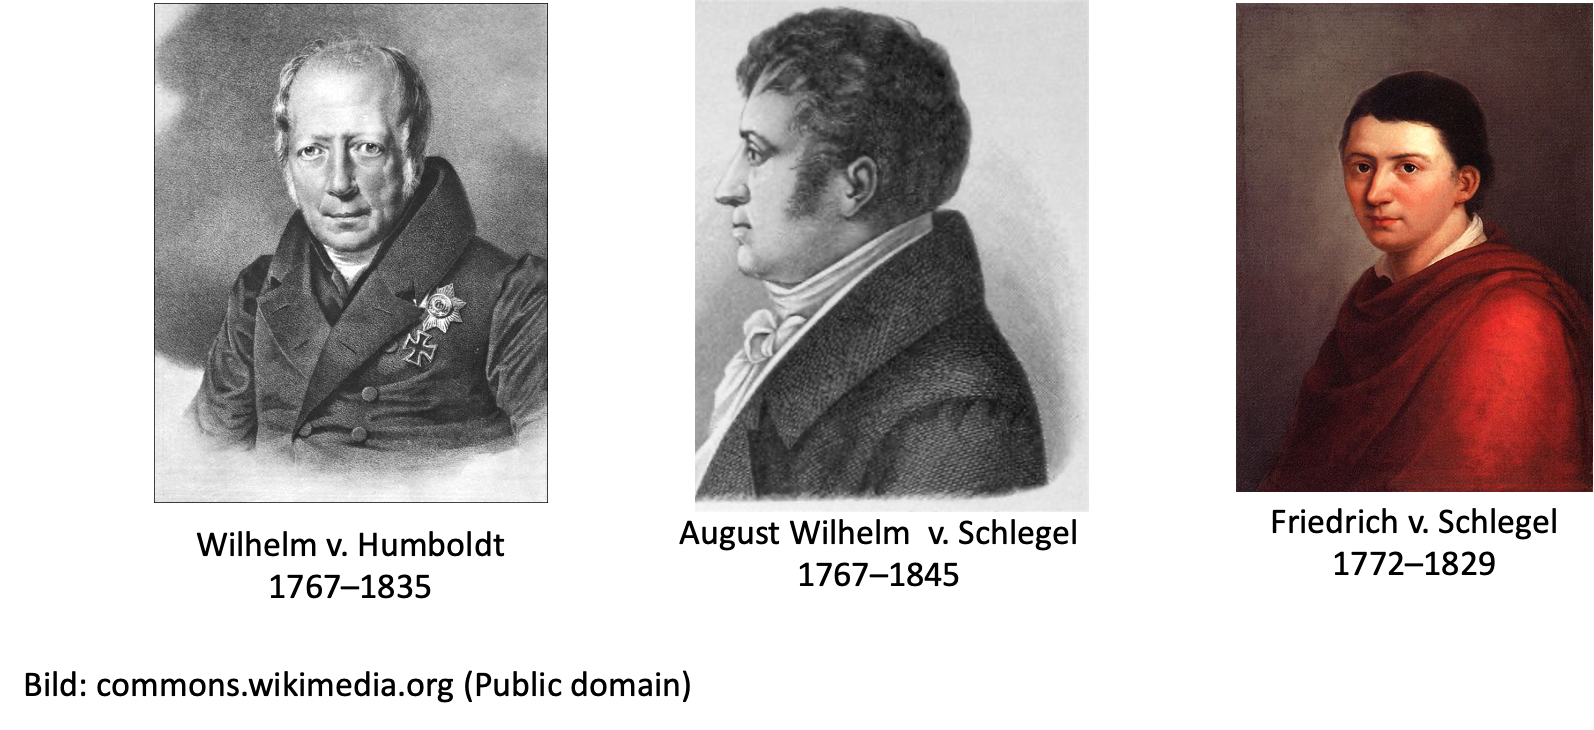 Wilhelm v. Humboldt
1767–1835
August Wilhelm  v. Schlegel
1767–1845
Friedrich v. Schlegel
1772–1829
Bild: commons.wikimedia.org (Public domain)